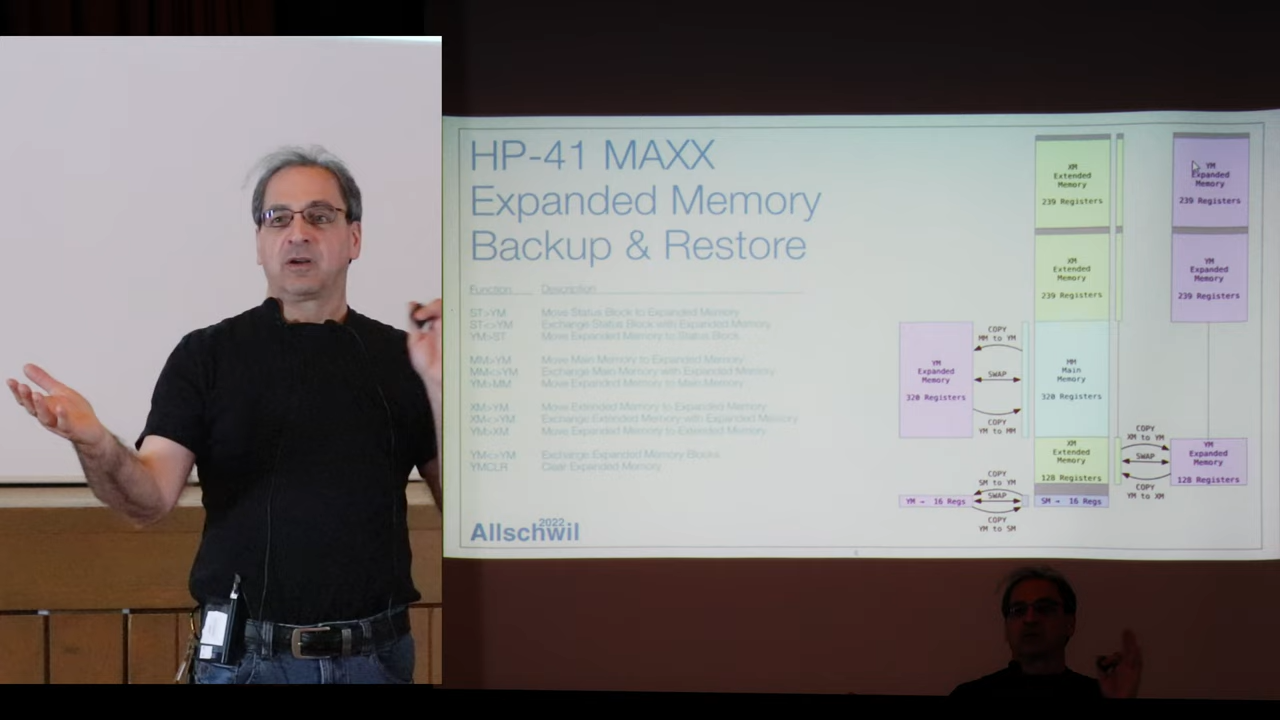 HP-41 MAXX
Expanded Memory
Backup & Restore
Function Description
ST>YM Move Status Block to Expanded Memory
ST<>YM Exchange Status Block with Expanded Memory
YM>ST Move Expanded Memory to Status Block
MM>YM Move Main Memory to Expanded Memory
MM<>YM Exchange Main Memory with Expanded Memory
YM>MM Move Expanded Memory to Main Memory
XM>YM Move Extended Memory to Expanded Memory
XM<>YM Exchange Extended Memory with Expanded Memory
YM>XM Move Expanded Memory to Extended Memory
YM<>YM Exchange Expanded Memory Blocks
YMCLR Clear Expanded Memory
Allschwil
2022
YM
Expanded
Memory
320 Registers
COPY
MM to YM
SWAP
COPY
YM to MM
YM → 16 Regs
COPY
SM to YM
SWAP
COPY
YM to SM
XM
Extended
Memory
239 Registers
XM
Extended
Memory
239 Registers
MM
Main
Memory
320 Registers
XM
Extended
Memory
128 Registers
SM → 16 Regs
COPY
XM to YM
SWAP
COPY
YM to XM
YM
Expanded
Memory
239 Registers
YM
Expanded
Memory
239 Registers
YM
Expanded
Memory
128 Registers